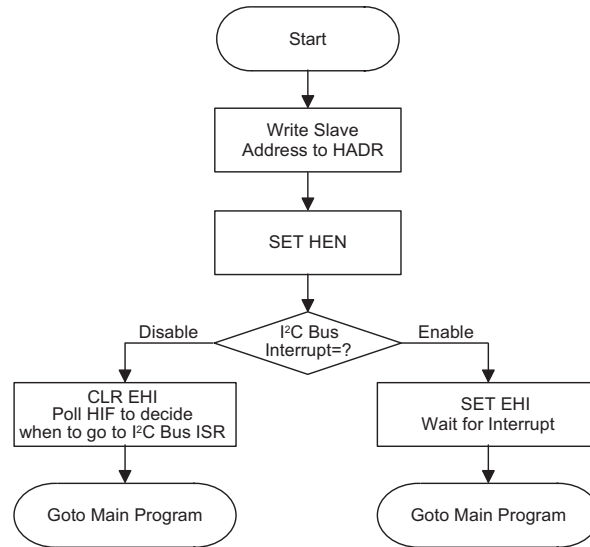 Start
Write Slave
Address to HADR
SET HEN
I²C Bus
Interrupt=?
Disable
Enable
CLR EHI
Poll HIF to decide
when to go to I²C Bus ISR
SET EHI
Wait for Interrupt
Goto Main Program
Goto Main Program